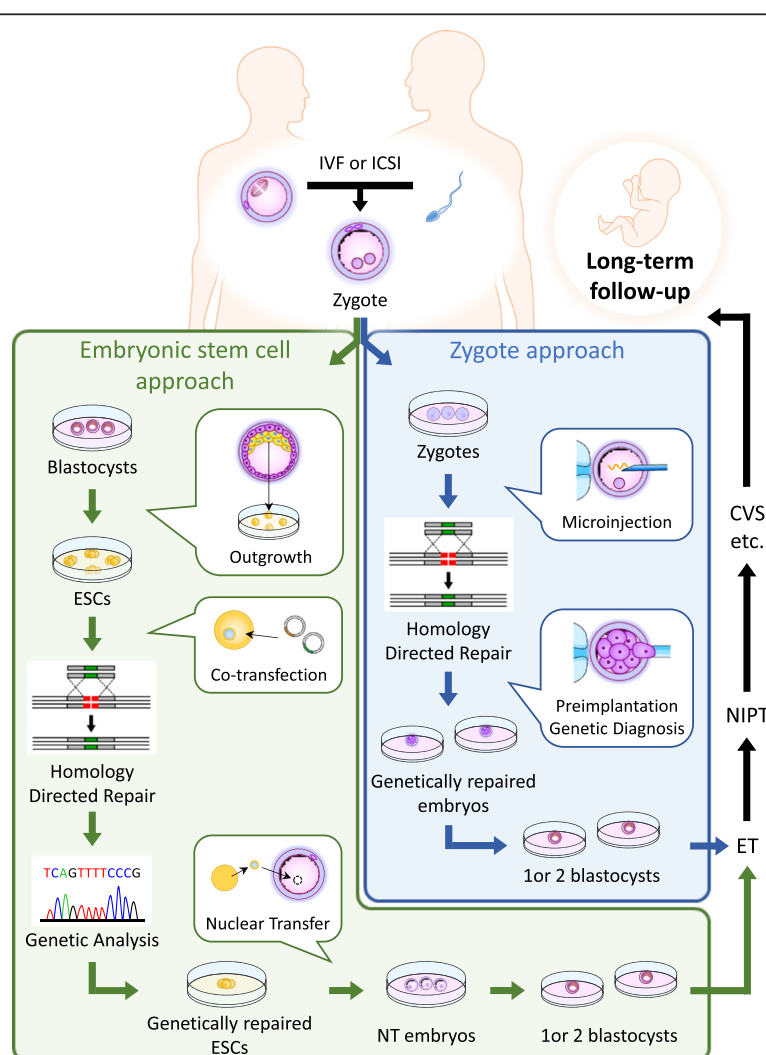 IVF or ICSI
Zygote
Long-term
follow-up
Embryonic stem cell
approach
Blastocysts
Outgrowth
ESCs
Co-transfection
Homology
Directed Repair
TCAGTTTTCCCG
Genetic Analysis
Nuclear Transfer
Genetically repaired
ESCs
NT embryos
1or 2 blastocysts
Zygote approach
Zygotes
Microinjection
Homology
Directed Repair
Preimplantation
Genetic Diagnosis
Genetically repaired
embryos
1or 2 blastocysts
ET
NIPT
CVS
etc.